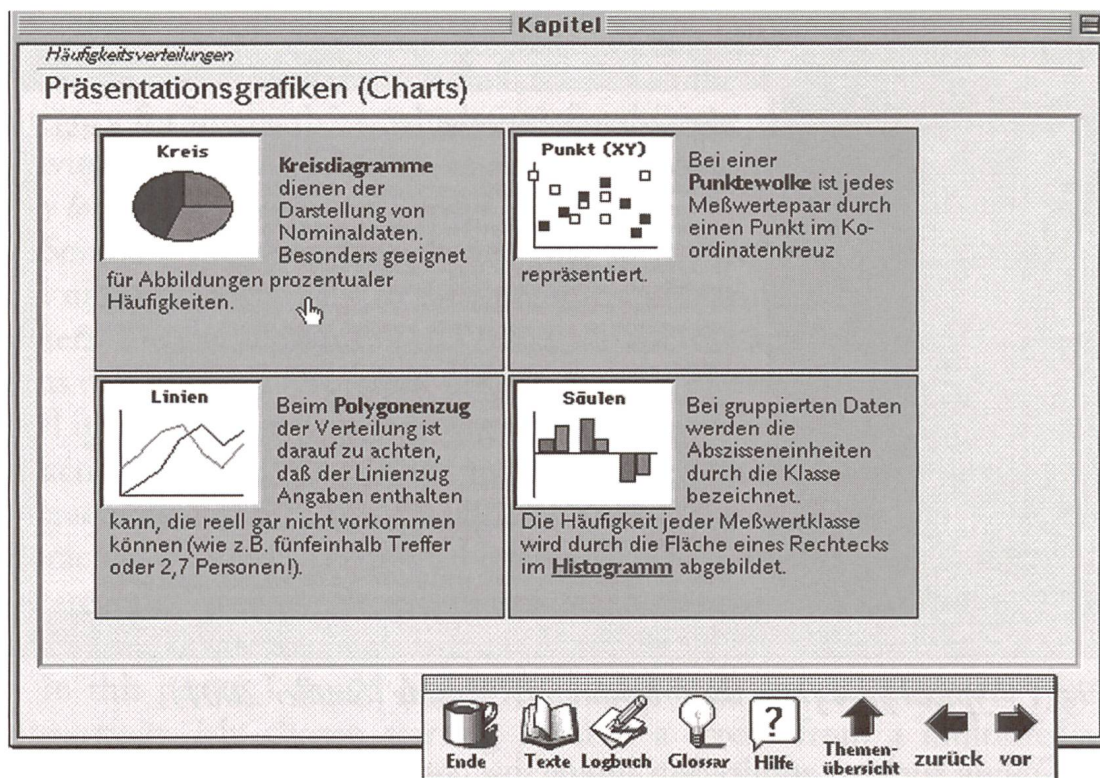 Kapitel
Häufigkeitsverteilungen
Präsentationsgrafiken (Charts)
Kreis
Kreisdiagramme
dienen der
Darstellung von
Nominaldaten.
Besonders geeignet
für Abbildungen prozentualer
Häufigkeiten.
Punkt (XY)
Bei einer
Punktewolke ist jedes
Meßwertepaar durch
einen Punkt im Ko-
ordinatenkreuz
repräsentiert.
Linien
Beim Polygonenzug
der Verteilung ist
darauf zu achten,
daß der Linienzug
Angaben enthalten
kann, die reell gar nicht vorkommen
können (wie z.B. fünfeinhalb Treffer
oder 2,7 Personen!).
Säulen
Bei gruppierten Daten
werden die
Abszisseneinheiten
durch die Klasse
bezeichnet.
Die Häufigkeit jeder Meßwertklasse
wird durch die Fläche eines Rechtecks
im Histogramm abgebildet.
Ende
Texte
Logbuch
Glossar
Hilfe
?
Themen-
übersicht
zurück
vor